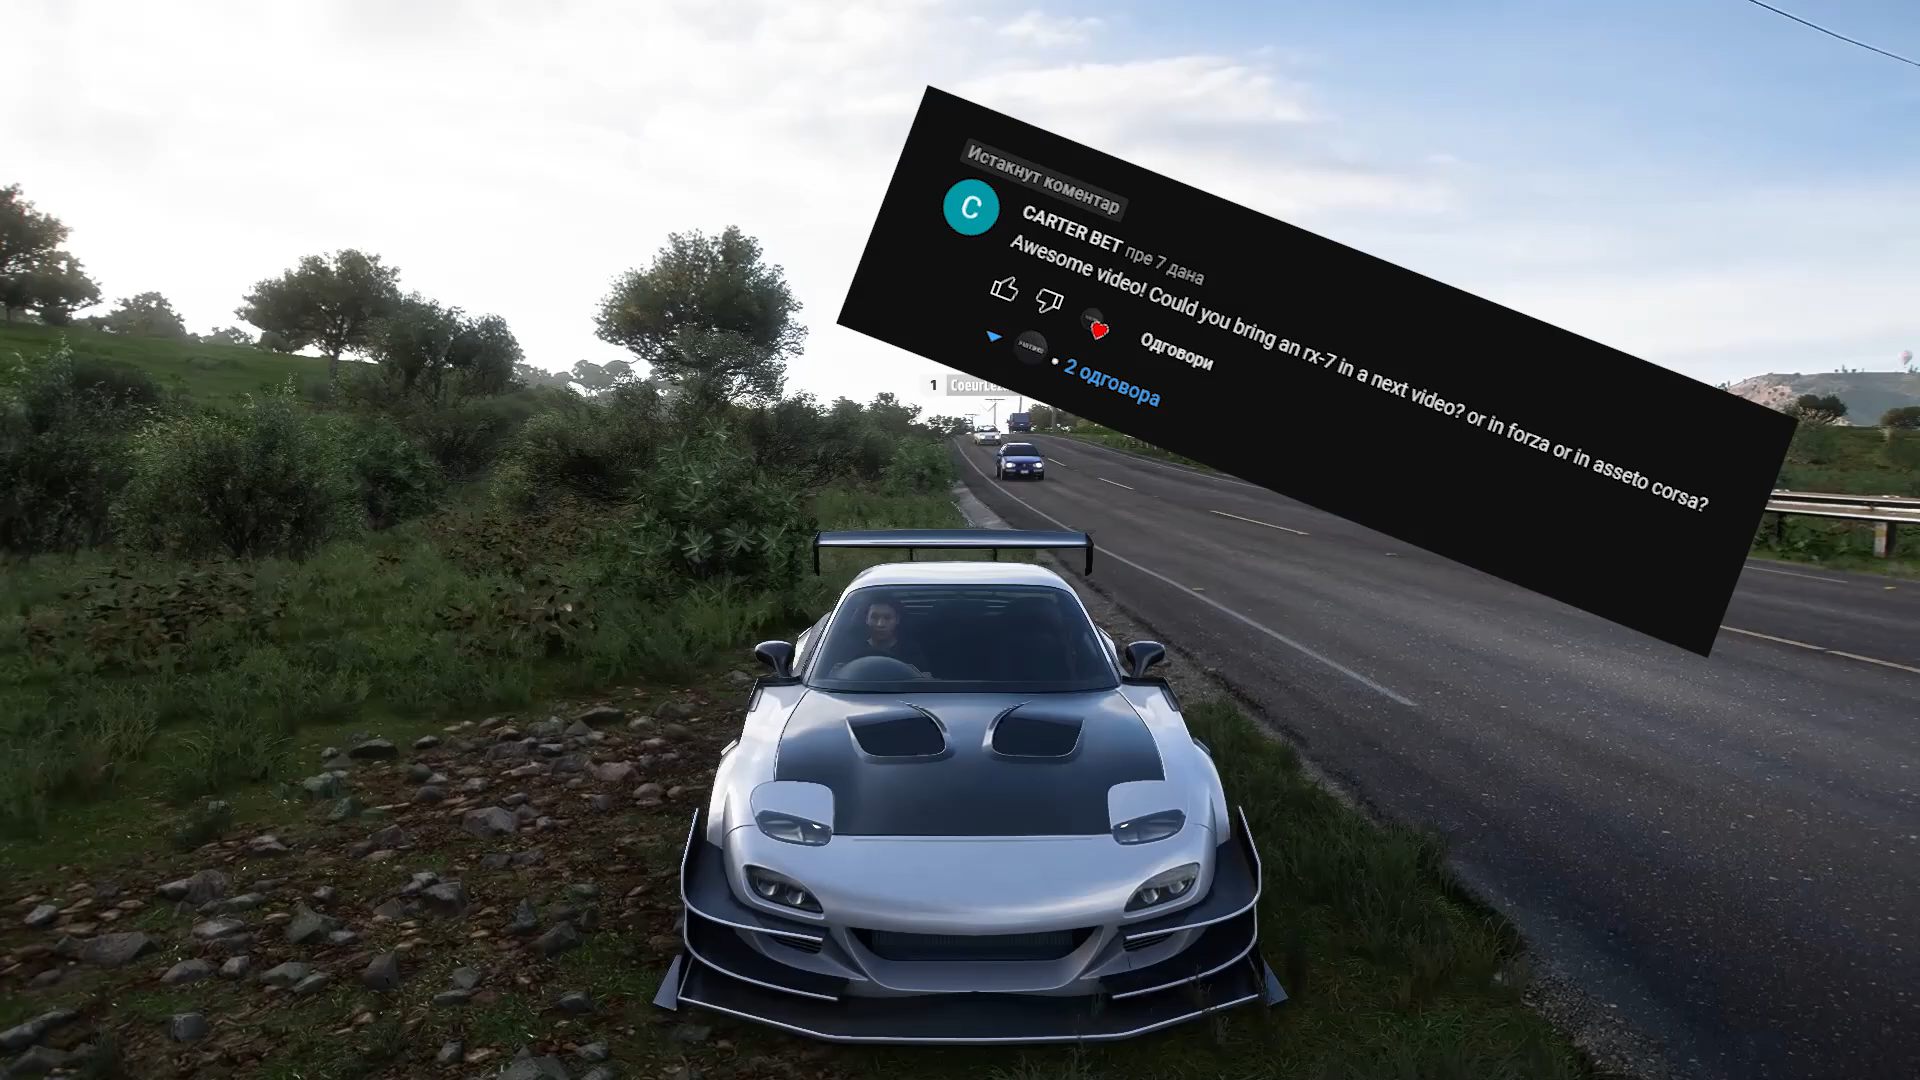 Истакнут коментар
C
CARTER BET пре 7 дана
Awesome video! Could you bring an rx-7 in a next video? or in forza or in asseto corsa?
Одговори
2 одговора
1